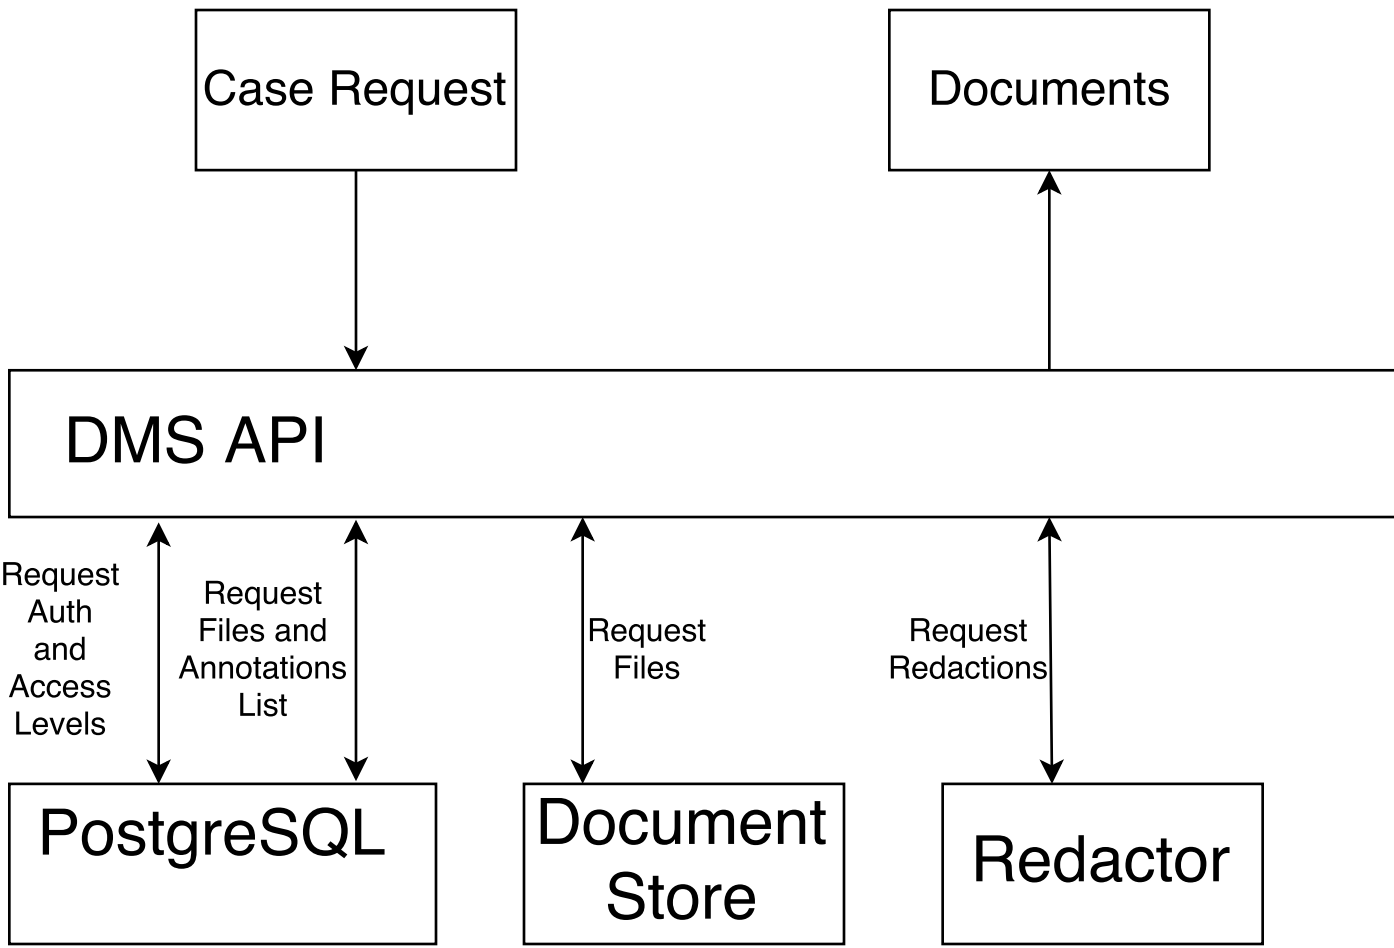 Case Request
Documents
DMS API
Request
Auth
and
Access
Levels
Request
Files and
Annotations
List
Request
Files
Request
Redactions
PostgreSQL
Document
Store
Redactor